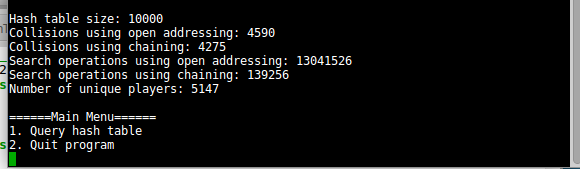 Hash table size: 10000
Collisions using open addressing: 4590
Collisions using chaining: 4275
Search operations using open addressing: 13041526
Search operations using chaining: 139256
Number of unique players: 5147
======Main Menu======
1. Query hash table
2. Quit program